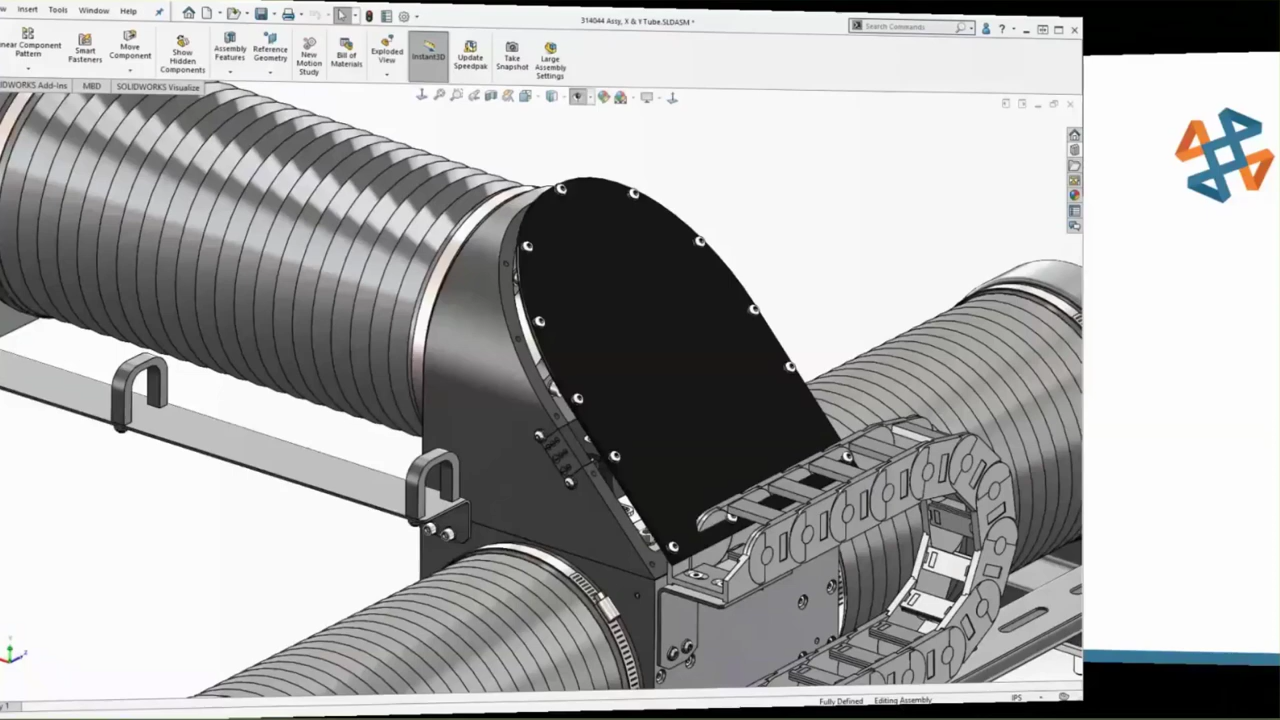 Insert Tools Window Help
314044 Assy, X & Y Tube.SLDASM *
Search Commands
near Component
Pattern
Smart
Fasteners
Move
Component
Show
Hidden
Components
Assembly
Features
Reference
Geometry
New
Motion
Study
Bill of
Materials
Exploded
View
Instant3D
Update
Speedpak
Take
Snapshot
Large
Assembly
Settings
IDWORKS Add-Ins MBD SOLIDWORKS Visualize
Fully Defined Editing Assembly IPS